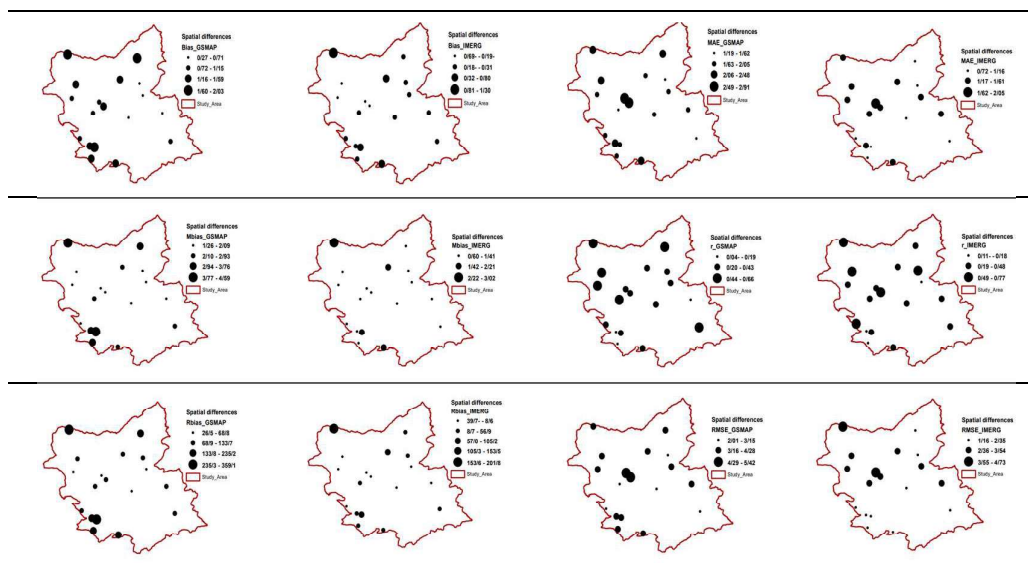 Spatial differences
Bias_GSMAP
0/27 - 0/71
0/72 - 1/15
1/16 - 1/59
1/60 - 2/03
Study_Area
Spatial differences
Bias_IMERG
0/69- - 0/19-
0/18- - 0/31
0/32 - 0/80
0/81 - 1/30
Study_Area
Spatial differences
MAE_GSMAP
1/19 - 1/62
1/63 - 2/05
2/06 - 2/48
2/49 - 2/91
Study_Area
Spatial differences
MAE_IMERG
0/72 - 1/16
1/17 - 1/61
1/62 - 2/05
Study_Area
Spatial differences
Mbias_GSMAP
1/26 - 2/09
2/10 - 2/93
2/94 - 3/76
3/77 - 4/59
Study_Area
Spatial differences
Mbias_IMERG
0/60 - 1/41
1/42 - 2/21
2/22 - 3/02
Study_Area
Spatial differences
r_GSMAP
0/04- - 0/19
0/20 - 0/43
0/44 - 0/66
Study_Area
Spatial differences
r_IMERG
0/11- - 0/18
0/19 - 0/48
0/49 - 0/77
Study_Area
Spatial differences
Rbias_GSMAP
26/5 - 68/8
68/9 - 133/7
133/8 - 235/2
235/3 - 359/1
Study_Area
Spatial differences
Rbias_IMERG
39/7- - 8/6
8/7 - 56/9
57/0 - 105/2
105/3 - 153/5
153/6 - 201/8
Study_Area
Spatial differences
RMSE_GSMAP
2/01 - 3/15
3/16 - 4/28
4/29 - 5/42
Study_Area
Spatial differences
RMSE_IMERG
1/16 - 2/35
2/36 - 3/54
3/55 - 4/73
Study_Area